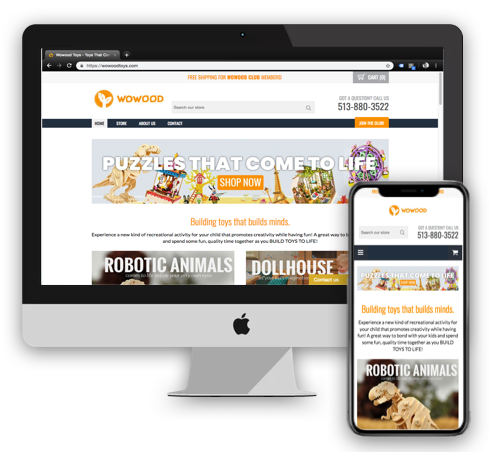 Wowood Toys - Toys That Co
https://wowoodtoys.com
FREE SHIPPING FOR WOWOOD CLUB MEMBERS
CART (0)
WOWOOD
Search our store
GOT A QUESTION? CALL US
513-880-3522
HOME STORE ABOUT US CONTACT
JOIN THE CLUB!
PUZZLES THAT COME TO LIFE
SHOP NOW
Building toys that builds minds.
Experience a new kind of recreational activity for your child that promotes creativity while having fun! A great way to b
and spend some fun, quality time together as you BUILD TOYS TO LIFE!
ROBOTIC ANIMALS
DOLLHOUSE
Contact us
WOWOOD
Search our store
GOT A QUESTION? CALL US
513-880-3522
PUZZLES THAT COME TO LIFE
SHOP NOW
Building toys that builds minds.
Experience a new kind of recreational activity for
your child that promotes creativity while having
fun! A great way to bond with your kids and spend
some fun, quality time together as you BUILD
TOYS TO LIFE!
ROBOTIC ANIMALS